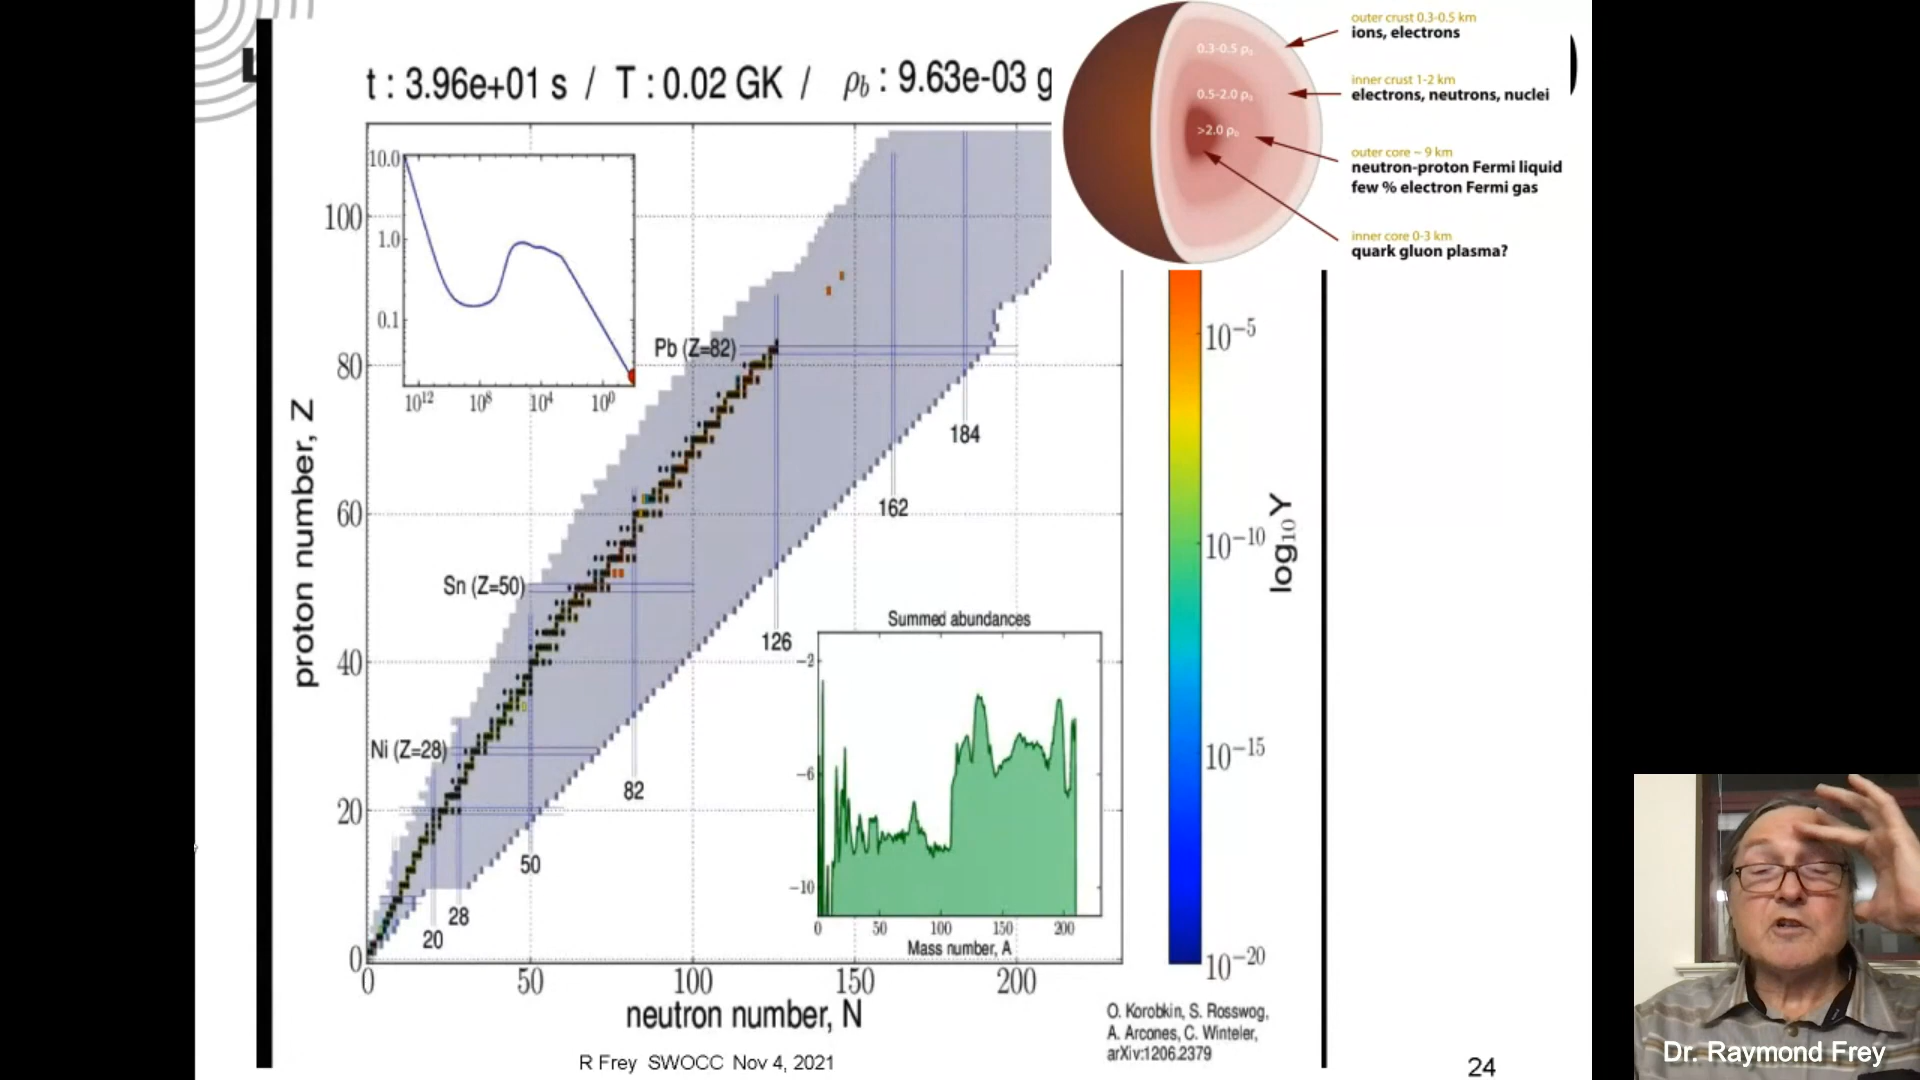 t : 3.96e+01 s / T : 0.02 GK / ρb : 9.63e-03 g
outer crust 0.3-0.5 km
ions, electrons
inner crust 1-2 km
electrons, neutrons, nuclei
outer core ~ 9 km
neutron-proton Fermi liquid
few % electron Fermi gas
inner core 0-3 km
quark gluon plasma?
0.3-0.5 ρ0
0.5-2.0 ρ0
>2.0 ρ0
10.0
1.0
0.1
10^12 10^8 10^4 10^0
proton number, Z
100
80
60
40
20
0
Pb (Z=82)
Sn (Z=50)
Ni (Z=28)
184
162
126
82
50
28
20
0 50 100 150 200
neutron number, N
Summed abundances
-2
-6
-10
0 50 100 150 200
Mass number, A
10^-5
10^-10
10^-15
10^-20
log10 Y
O. Korobkin, S. Rosswog,
A. Arcones, C. Winteler,
arXiv:1206.2379
R Frey SWOCC Nov 4, 2021
24
Dr. Raymond Frey